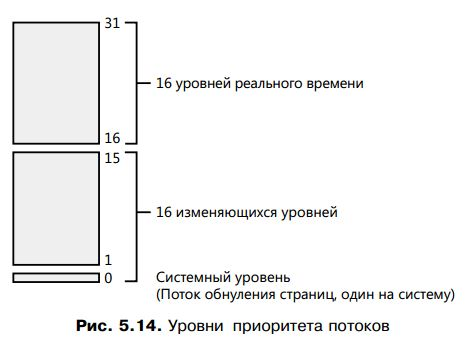 31
16 уровней реального времени
16
15
16 изменяющихся уровней
1
0
Системный уровень
(Поток обнуления страниц, один на систему)
Рис. 5.14. Уровни приоритета потоков